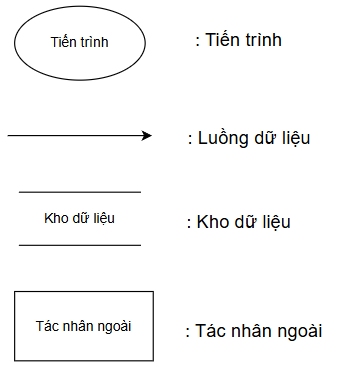 Tiến trình : Tiến trình
: Luồng dữ liệu
Kho dữ liệu : Kho dữ liệu
Tác nhân ngoài : Tác nhân ngoài